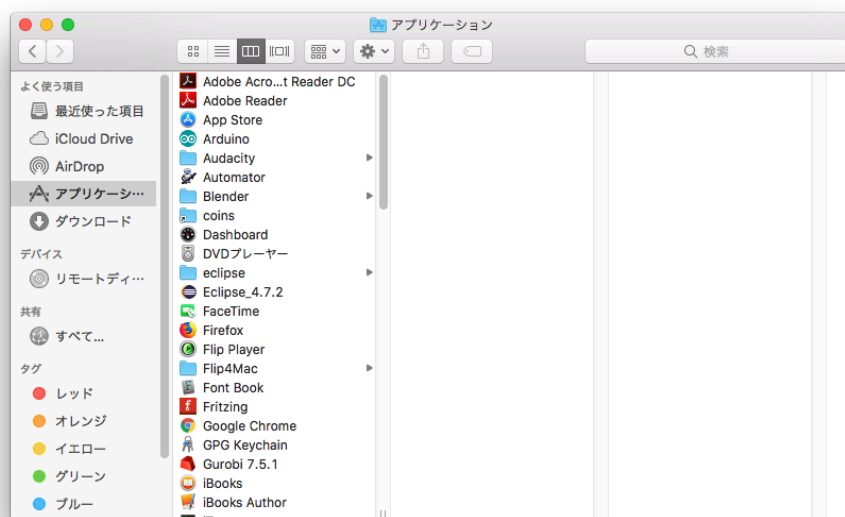 アプリケーション
検索
よく使う項目
最近使った項目
iCloud Drive
AirDrop
アプリケーシ…
ダウンロード
デバイス
リモートディ…
共有
すべて...
タグ
レッド
オレンジ
イエロー
グリーン
ブルー
Adobe Acro...t Reader DC
Adobe Reader
App Store
Arduino
Audacity
Automator
Blender
coins
Dashboard
DVDプレーヤー
eclipse
Eclipse_4.7.2
FaceTime
Firefox
Flip Player
Flip4Mac
Font Book
Fritzing
Google Chrome
GPG Keychain
Gurobi 7.5.1
iBooks
iBooks Author